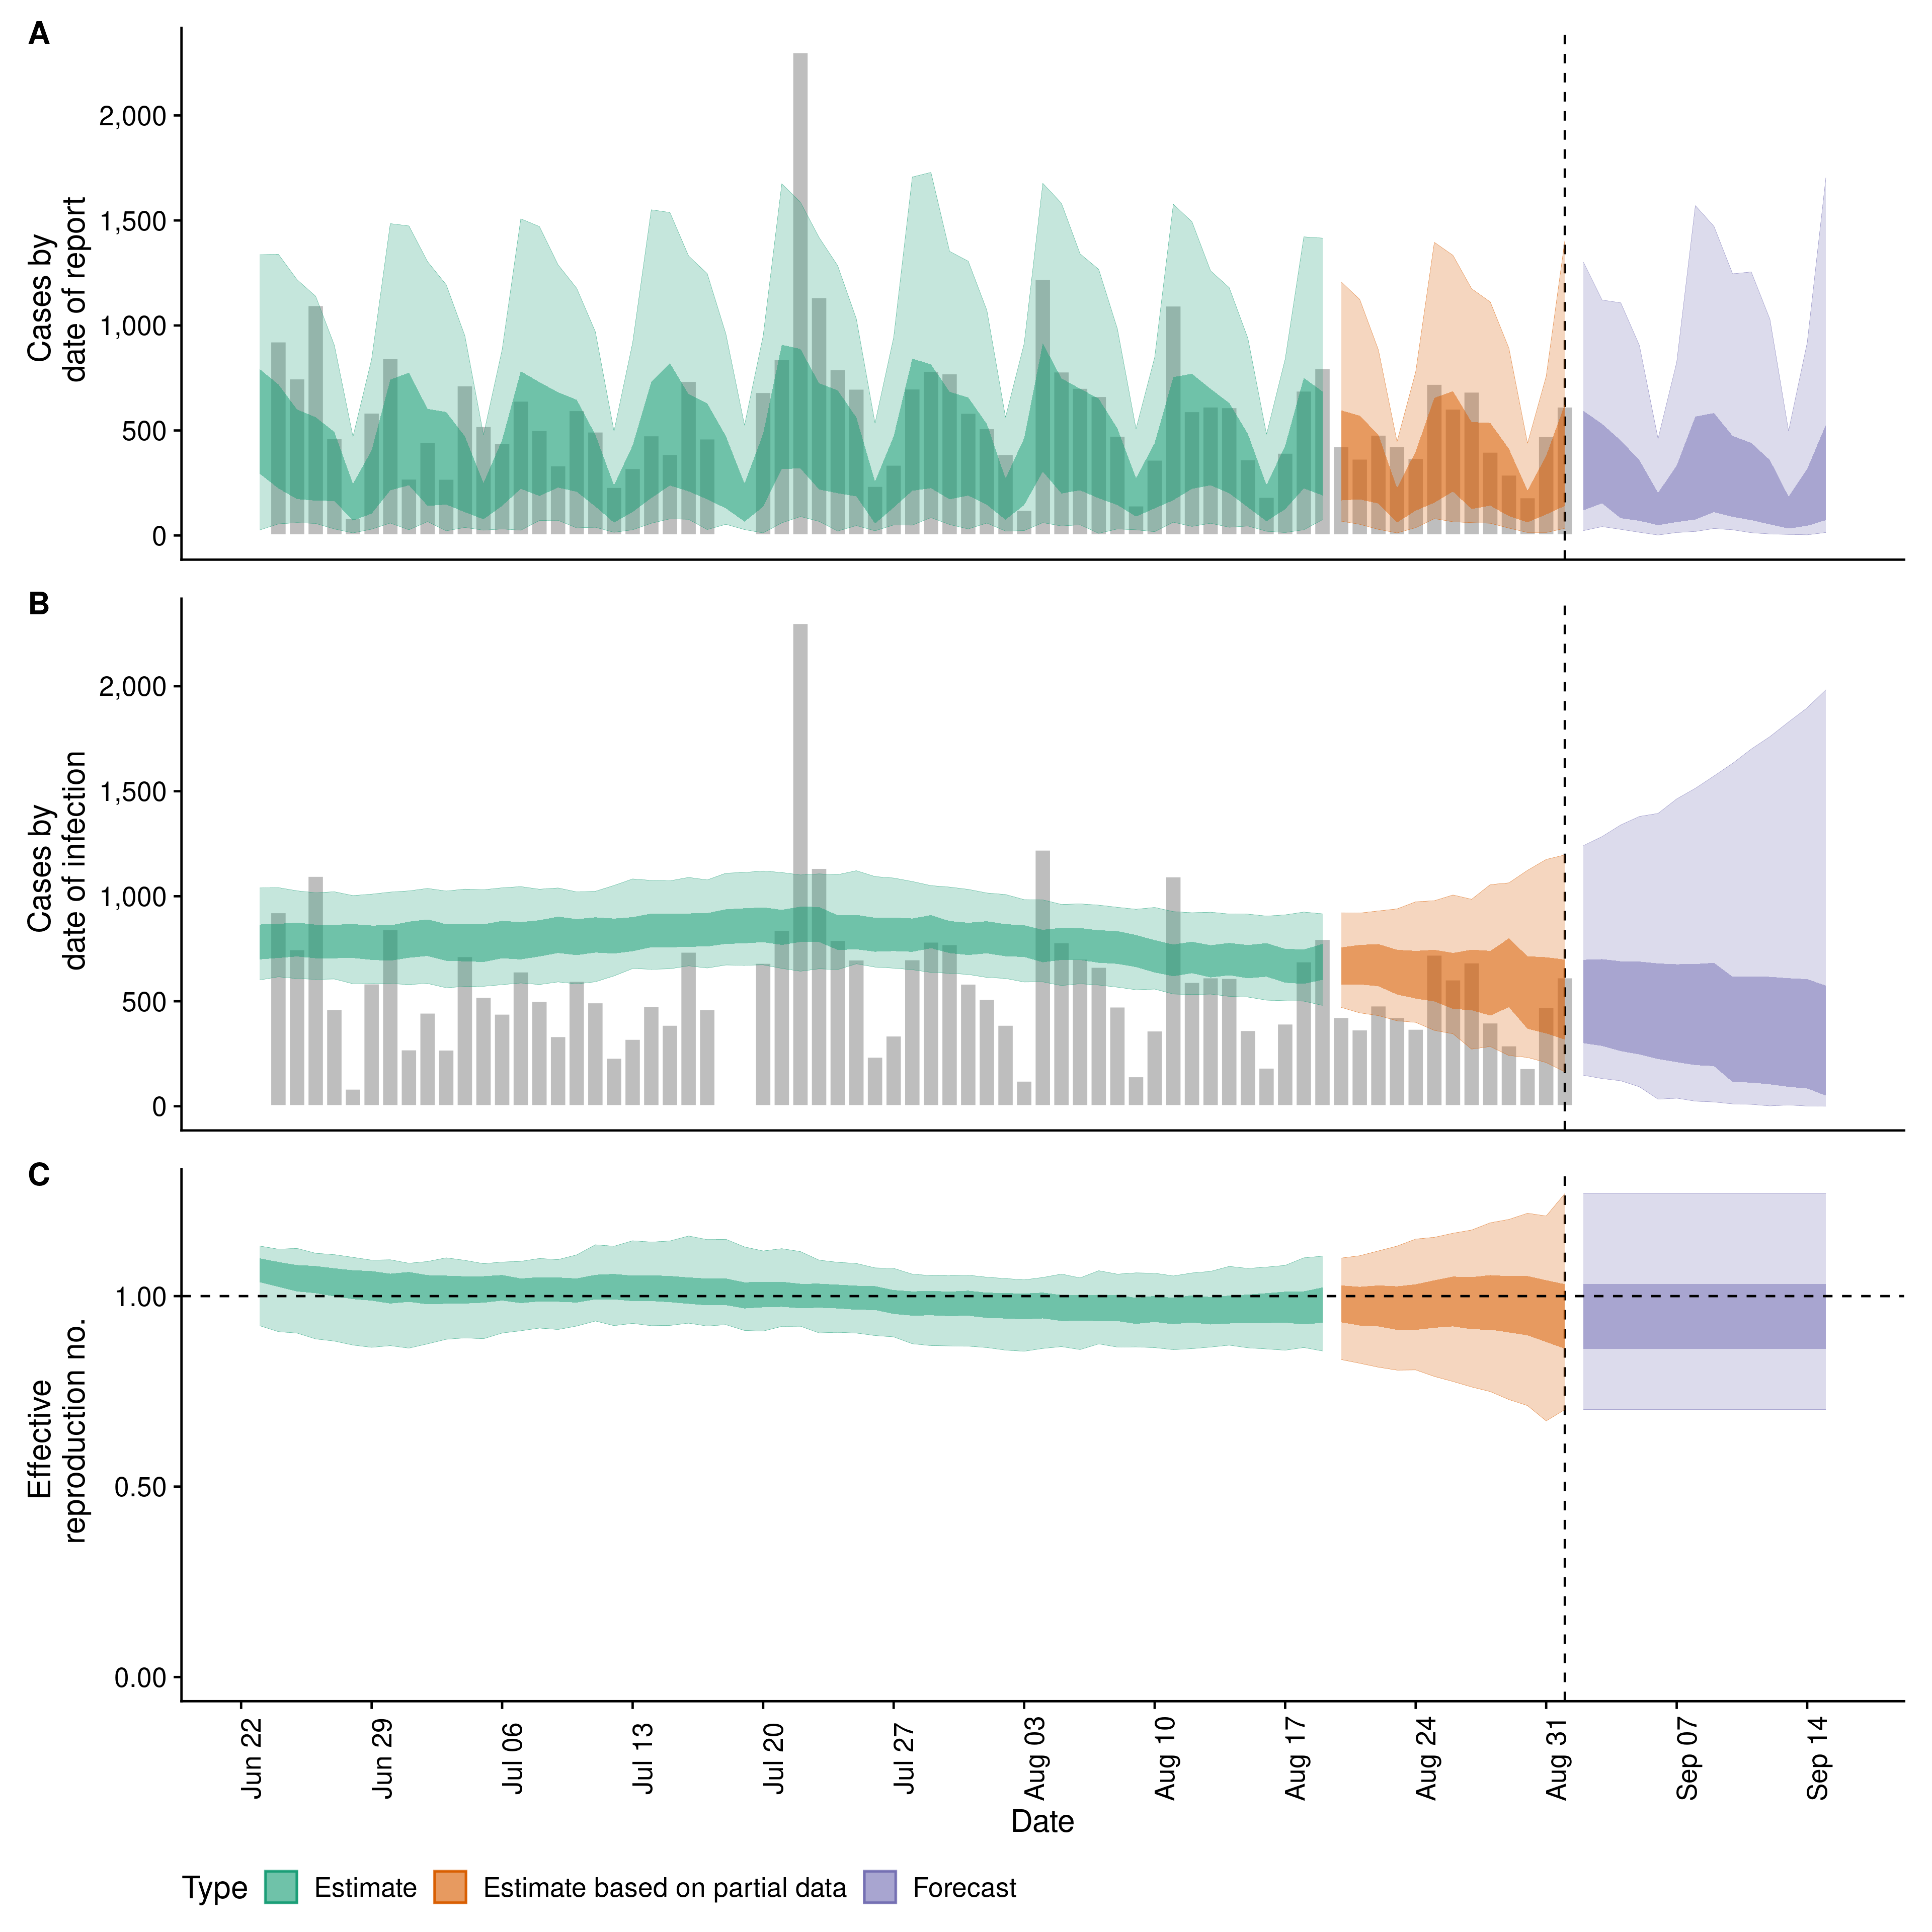 A
Cases by
date of report
2,000
1,500
1,000
500
0
B
Cases by
date of infection
2,000
1,500
1,000
500
0
C
Effective
reproduction no.
1.00
0.50
0.00
Jun 22
Jun 29
Jul 06
Jul 13
Jul 20
Jul 27
Aug 03
Aug 10
Aug 17
Aug 24
Aug 31
Sep 07
Sep 14
Date
Type Estimate Estimate based on partial data Forecast